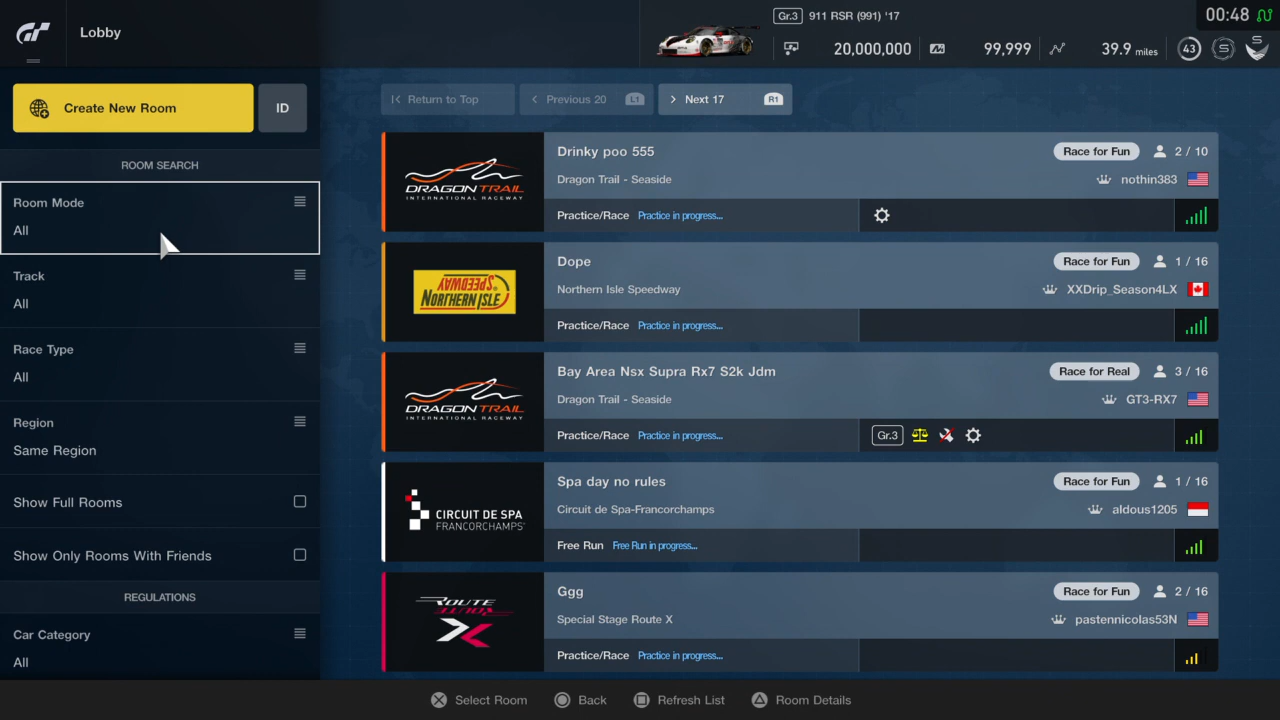 Lobby
Gr.3 911 RSR (991) '17
00:48
20,000,000
99,999
39.9 miles
43
S
S
Create New Room
ID
Return to Top
Previous 20 L1
Next 17 R1
ROOM SEARCH
Room Mode
All
Track
All
Race Type
All
Region
Same Region
Show Full Rooms
Show Only Rooms With Friends
REGULATIONS
Car Category
All
DRAGON TRAIL
INTERNATIONAL RACEWAY
Drinky poo 555
Race for Fun 2 / 10
Dragon Trail - Seaside
nothin383
Practice/Race Practice in progress...
SPEEDWAY
NORTHERN ISLE
Dope
Race for Fun 1 / 16
Northern Isle Speedway
XXDrip_Season4LX
Practice/Race Practice in progress...
DRAGON TRAIL
INTERNATIONAL RACEWAY
Bay Area Nsx Supra Rx7 S2k Jdm
Race for Real 3 / 16
Dragon Trail - Seaside
GT3-RX7
Practice/Race Practice in progress...
Gr.3
CIRCUIT DE SPA
FRANCORCHAMPS
Spa day no rules
Race for Fun 1 / 16
Circuit de Spa-Francorchamps
aldous1205
Free Run Free Run in progress...
ROUTE
X
Ggg
Race for Fun 2 / 16
Special Stage Route X
pastennicolas53N
Practice/Race Practice in progress...
Select Room
Back
Refresh List
Room Details